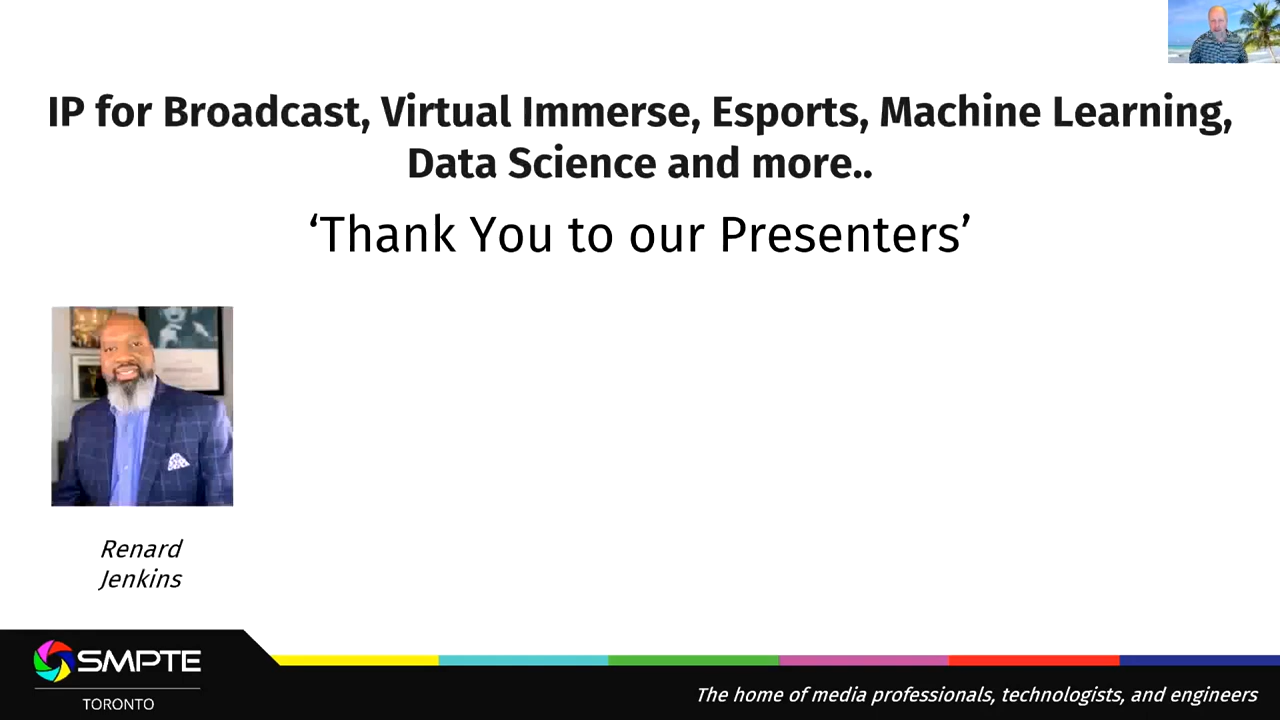 IP for Broadcast, Virtual Immerse, Esports, Machine Learning,
Data Science and more..
‘Thank You to our Presenters’
Renard
Jenkins
SMPTE
TORONTO
The home of media professionals, technologists, and engineers